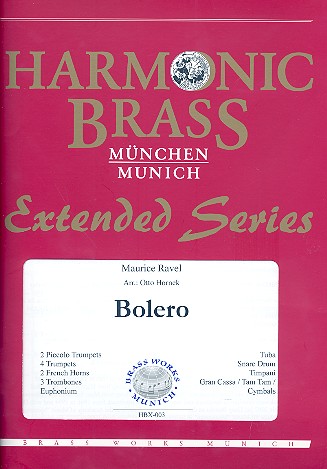 HARMONIC
BRASS
MÜNCHEN
MUNICH
Extended Series
Maurice Ravel
Arr.: Otto Hornek
Bolero
2 Piccolo Trumpets
4 Trumpets
2 French Horns
3 Trombones
Euphonium
BRASS WORKS
MUNICH
HBX-003
Tuba
Snare Drum
Timpani
Gran Cassa / Tam Tam /
Cymbals
BRASS WORKS MUNICH